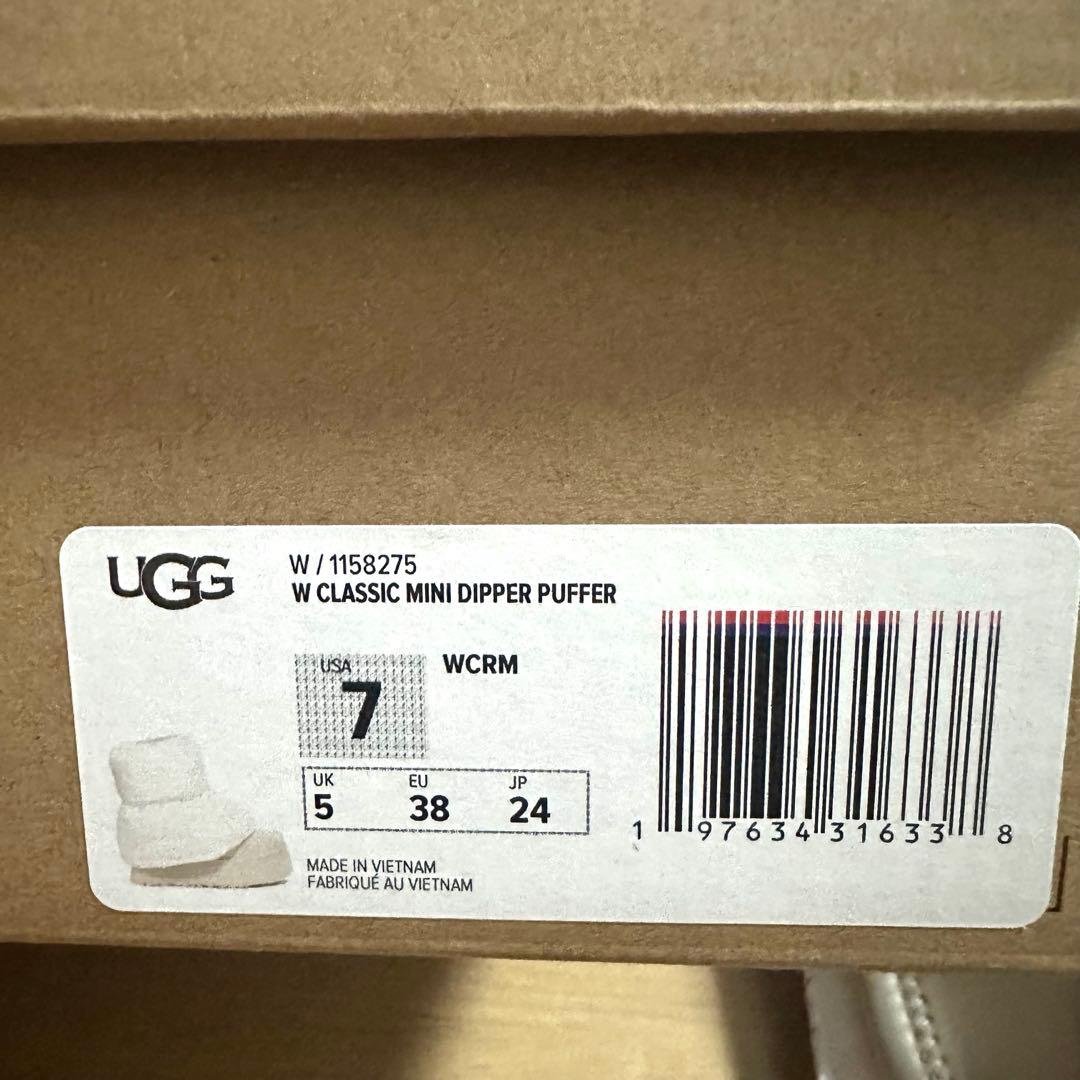 UGG
W / 1158275
W CLASSIC MINI DIPPER PUFFER
USA
7
WCRM
UK EU JP
5 38 24
MADE IN VIETNAM
FABRIQUÉ AU VIETNAM
1 97634 31633 8